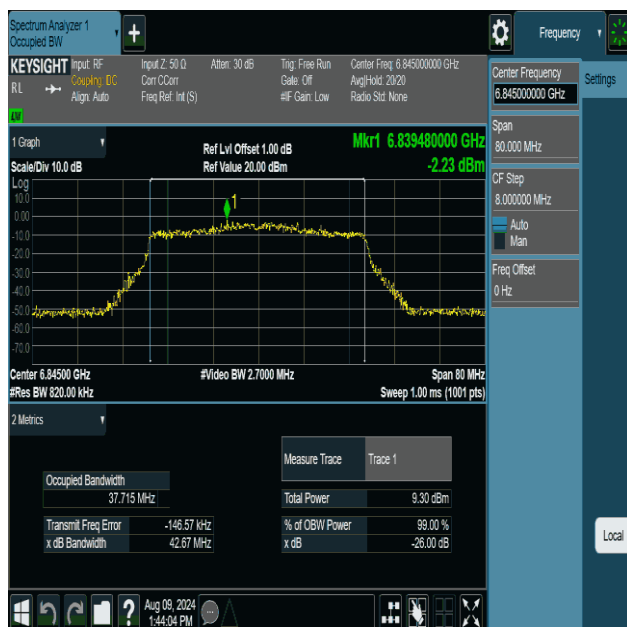 Spectrum Analyzer 1
Occupied BW
+
Frequency
KEYSIGHT
RL
Input: RF
Coupling: DC
Align: Auto
Input Z: 50 Ω
Corr CCorr
Freq Ref: Int (S)
Atten: 30 dB
Trig: Free Run
Gate: Off
#IF Gain: Low
Center Freq: 6.845000000 GHz
Avg|Hold: 20/20
Radio Std: None
Center Frequency
6.845000000 GHz
Settings
Span
80.000 MHz
CF Step
8.000000 MHz
Auto
Man
Freq Offset
0 Hz
1 Graph
Scale/Div 10.0 dB
Ref Lvl Offset 1.00 dB
Ref Value 20.00 dBm
Mkr1 6.839480000 GHz
-2.23 dBm
Log
10.0
0.00
-10.0
-20.0
-30.0
-40.0
-50.0
-60.0
-70.0
1
Center 6.84500 GHz
#Res BW 820.00 kHz
#Video BW 2.7000 MHz
Span 80 MHz
Sweep 1.00 ms (1001 pts)
2 Metrics
Measure Trace
Trace 1
Occupied Bandwidth
37.715 MHz
Total Power
9.30 dBm
Transmit Freq Error
-146.57 kHz
% of OBW Power
99.00 %
x dB Bandwidth
42.67 MHz
x dB
-26.00 dB
Local
?
Aug 09, 2024
1:44:04 PM